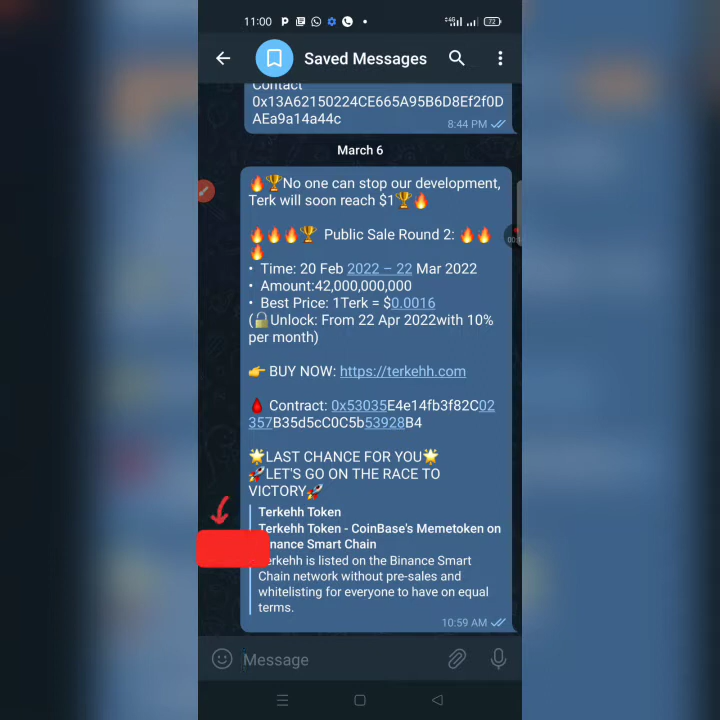 11:00
72
Saved Messages
Contact
0x13A62150224CE665A95B6D8Ef2f0D
AEa9a14a44c
8:44 PM
March 6
🔥🏆No one can stop our development,
Terk will soon reach $1🏆🔥
🔥🔥🔥🏆 Public Sale Round 2: 🔥🔥
🔥
• Time: 20 Feb 2022 – 22 Mar 2022
• Amount:42,000,000,000
• Best Price: 1Terk = $0.0016
(🔓Unlock: From 22 Apr 2022with 10%
per month)
👉 BUY NOW: https://terkehh.com
🩸 Contract: 0x53035E4e14fb3f82C02
357B35d5cC0C5b53928B4
🌟LAST CHANCE FOR YOU🌟
🚀LET'S GO ON THE RACE TO
VICTORY🚀
Terkehh Token
Terkehh Token - CoinBase's Memetoken on
Smart Chain
is listed on the Binance Smart
Chain network without pre-sales and
whitelisting for everyone to have on equal
terms.
10:59 AM
Message